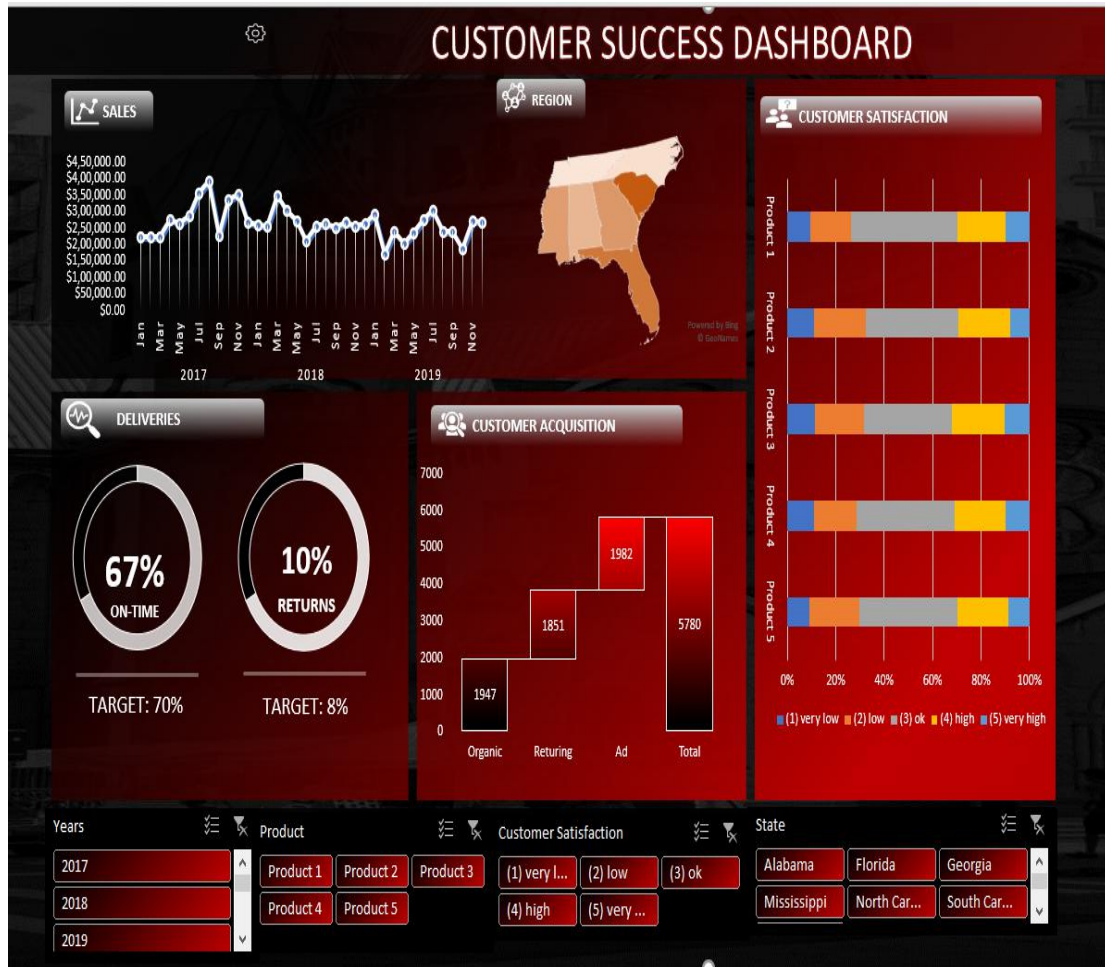 CUSTOMER SUCCESS DASHBOARD
SALES
$4,50,000.00
$4,00,000.00
$3,50,000.00
$3,00,000.00
$2,50,000.00
$2,00,000.00
$1,50,000.00
$1,00,000.00
$50,000.00
$0.00
Jan Mar May Jul Sep Nov Jan Mar May Jul Sep Nov Jan Mar May Jul Sep Nov
2017 2018 2019
REGION
Powered by Bing
© GeoNames
CUSTOMER SATISFACTION
Product 1
Product 2
Product 3
Product 4
Product 5
0% 20% 40% 60% 80% 100%
(1) very low (2) low (3) ok (4) high (5) very high
DELIVERIES
67%
ON-TIME
TARGET: 70%
10%
RETURNS
TARGET: 8%
CUSTOMER ACQUISITION
7000
6000
5000
4000
3000
2000
1000
0
1947
1851
1982
5780
Organic Returing Ad Total
Years
2017
2018
2019
Product
Product 1 Product 2 Product 3
Product 4 Product 5
Customer Satisfaction
(1) very l... (2) low (3) ok
(4) high (5) very ...
State
Alabama Florida Georgia
Mississippi North Car... South Car...